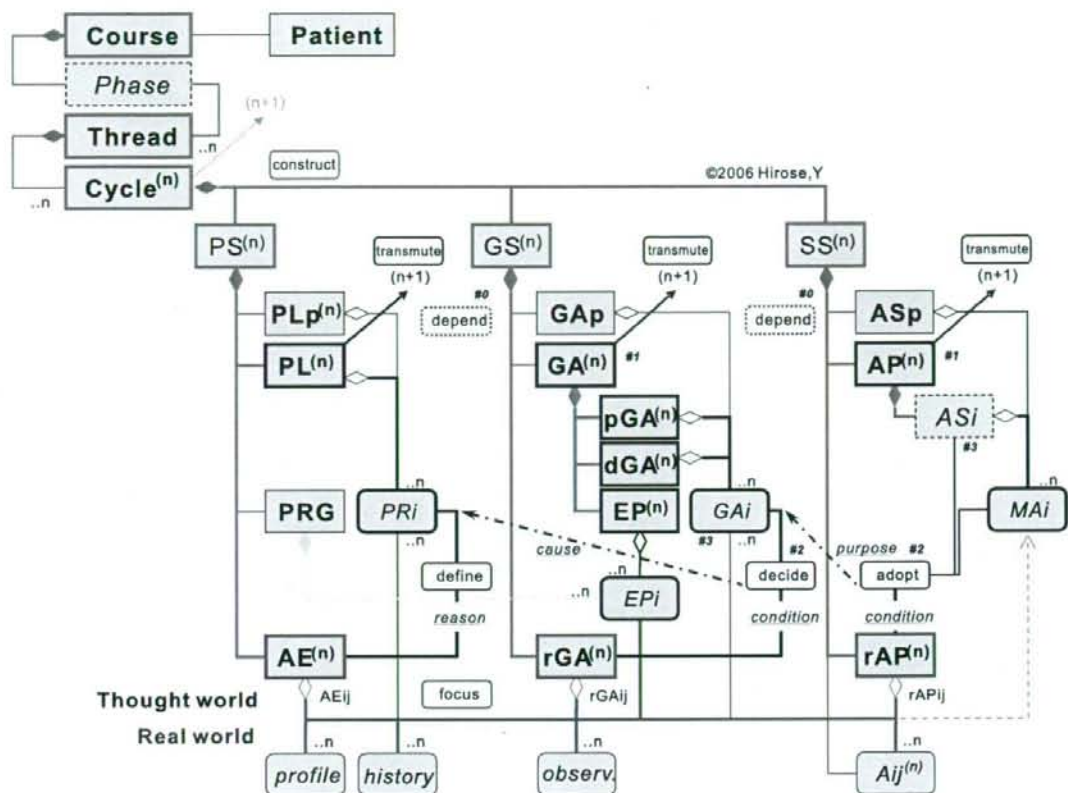 Course
Patient
Phase
(n+1)
Thread
..n
construct
Cycle(n)
..n
©2006 Hirose,Y
PS(n)
GS(n)
SS(n)
transmute
transmute
transmute
(n+1)
(n+1)
(n+1)
#0
#0
PLp(n)
depend
GAp
depend
ASp
PL(n)
GA(n)
#1
AP(n)
#1
pGA(n)
ASi
dGA(n)
#3
..n
..n
..n
PRG
PRi
EP(n)
GAi
MAi
..n
#3
..n
cause
#2
purpose
#2
define
..n
decide
adopt
..n
EPi
reason
condition
condition
AE(n)
rGA(n)
rAP(n)
AEij
focus
rGAij
rAPij
Thought world
Real world
..n
..n
..n
..n
profile
history
observ.
Aij(n)